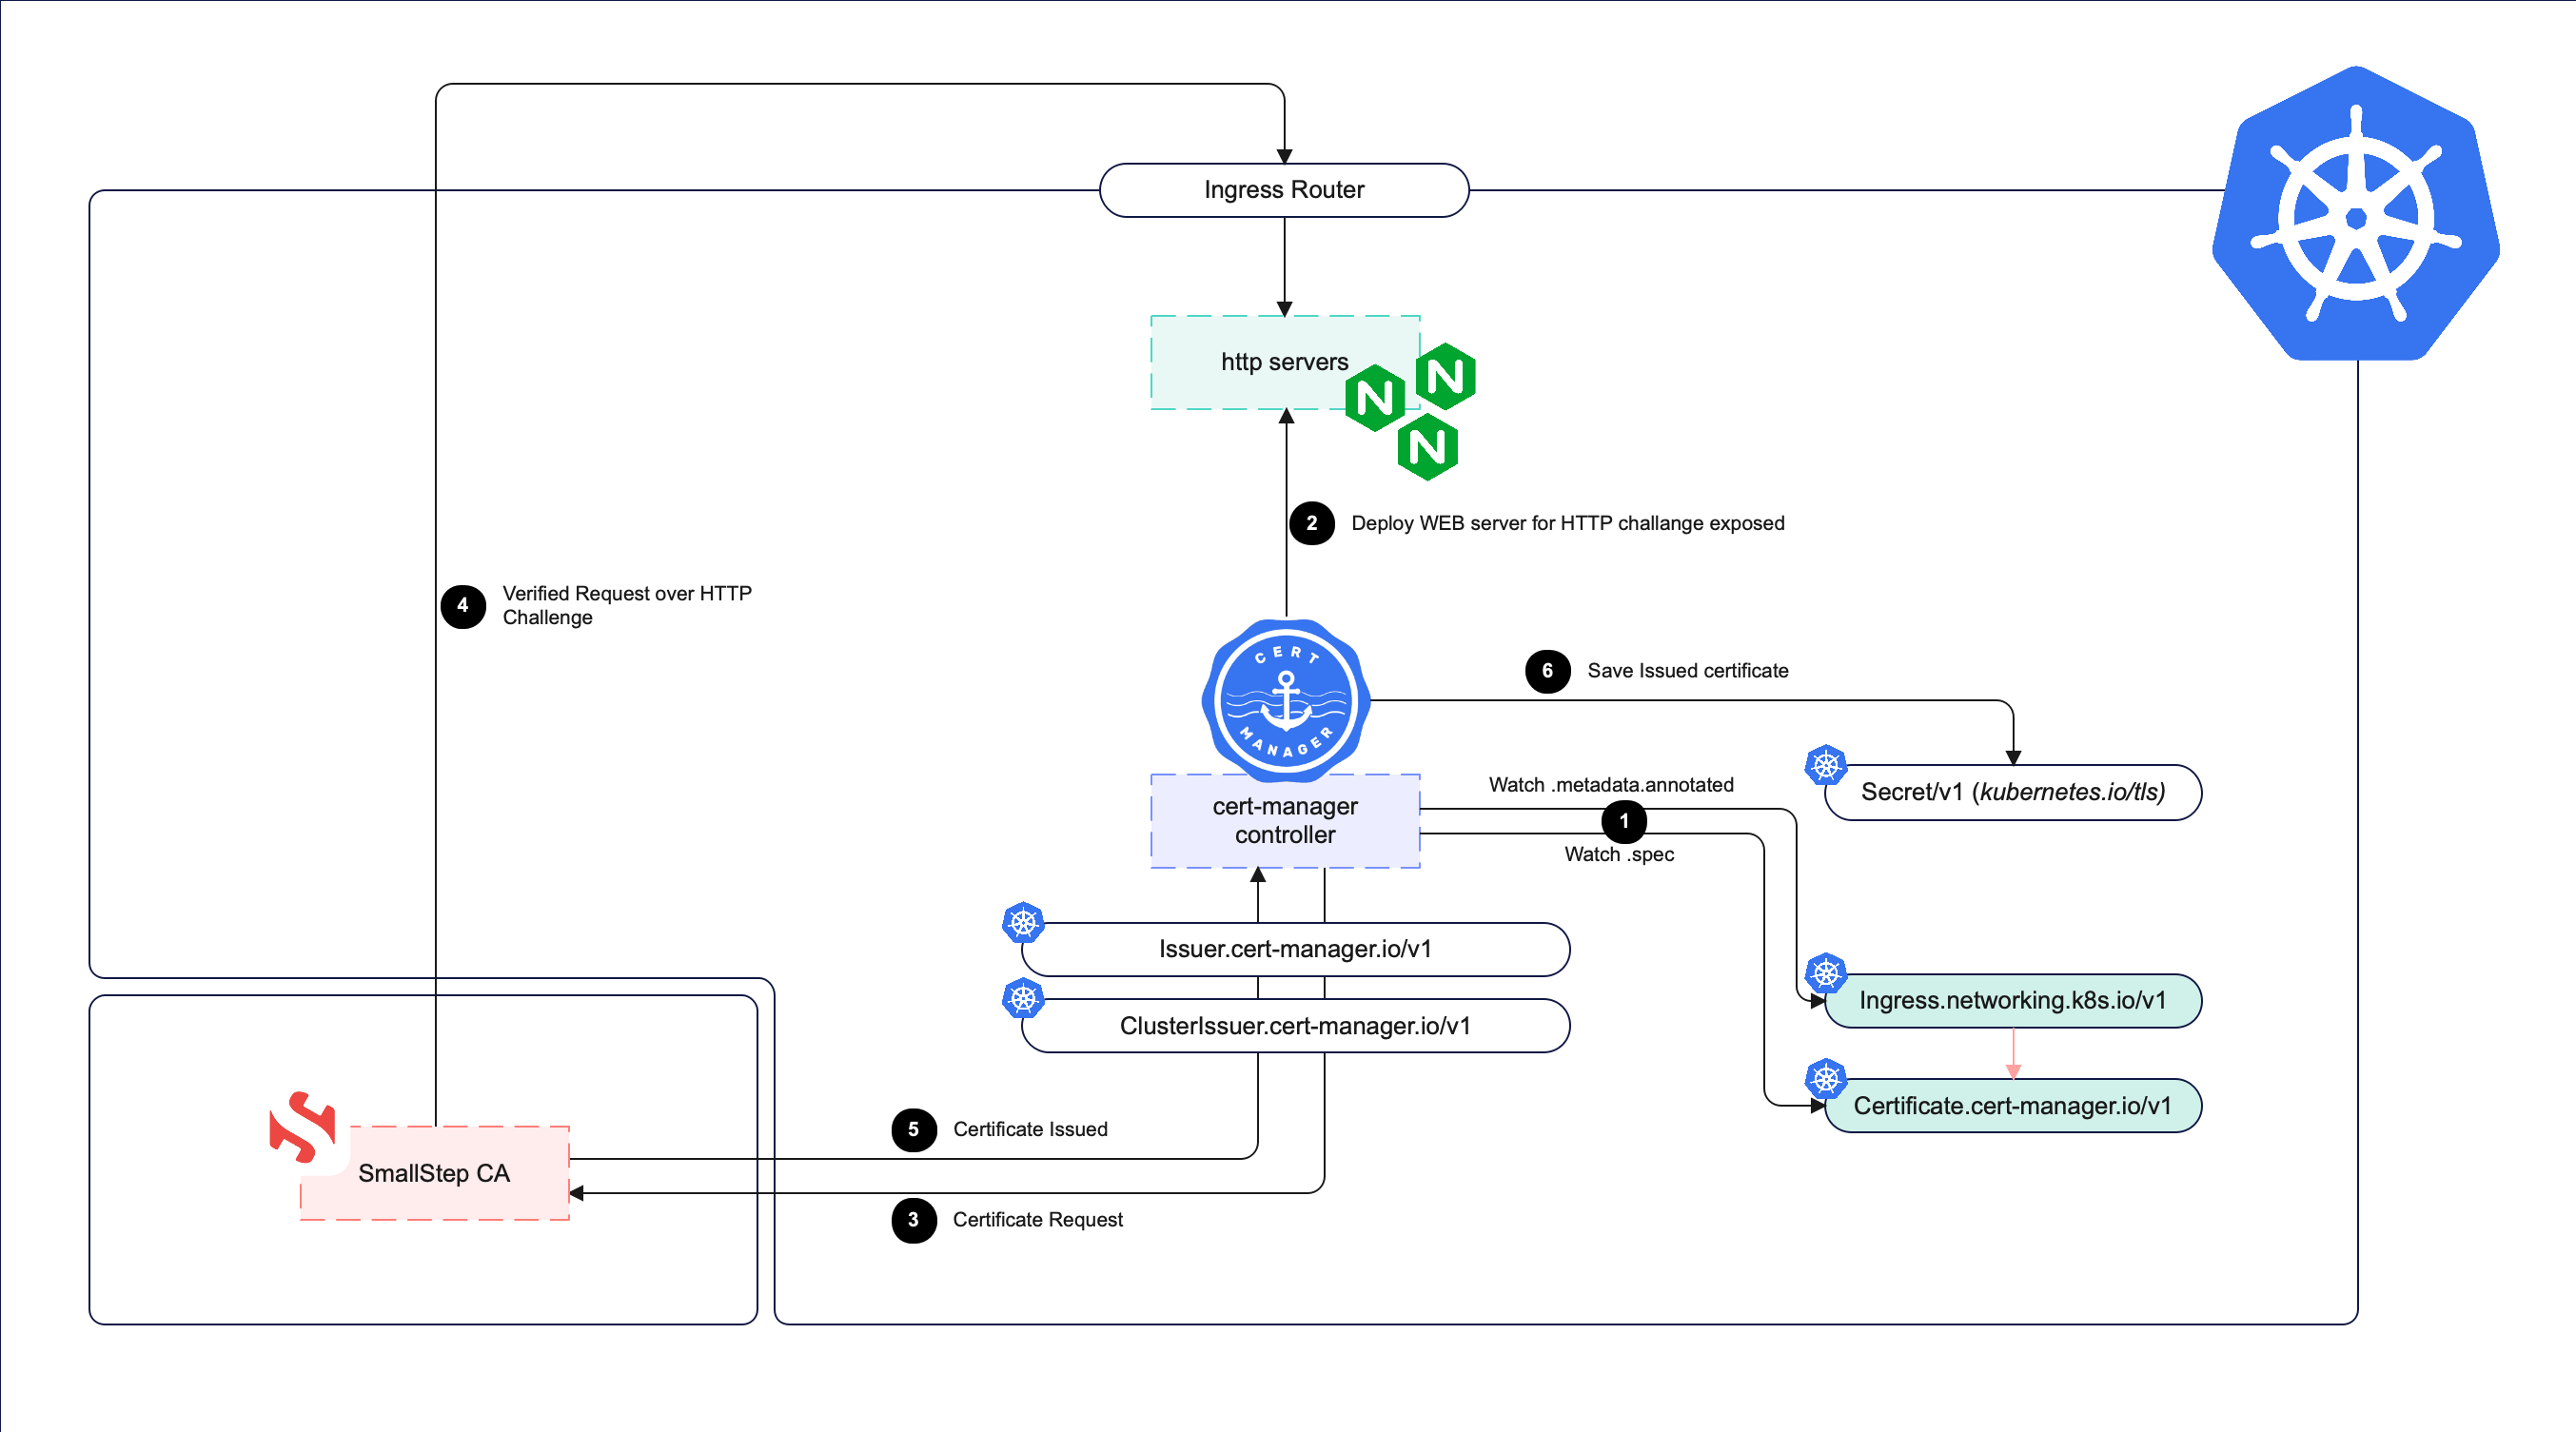 Ingress Router
http servers
N
N
N
2 Deploy WEB server for HTTP challange exposed
4 Verified Request over HTTP
Challenge
CERT
MANAGER
6 Save Issued certificate
Secret/v1 (kubernetes.io/tls)
Watch .metadata.annotated
1
Watch .spec
cert-manager
controller
Issuer.cert-manager.io/v1
ClusterIssuer.cert-manager.io/v1
Ingress.networking.k8s.io/v1
Certificate.cert-manager.io/v1
5 Certificate Issued
SmallStep CA
3 Certificate Request